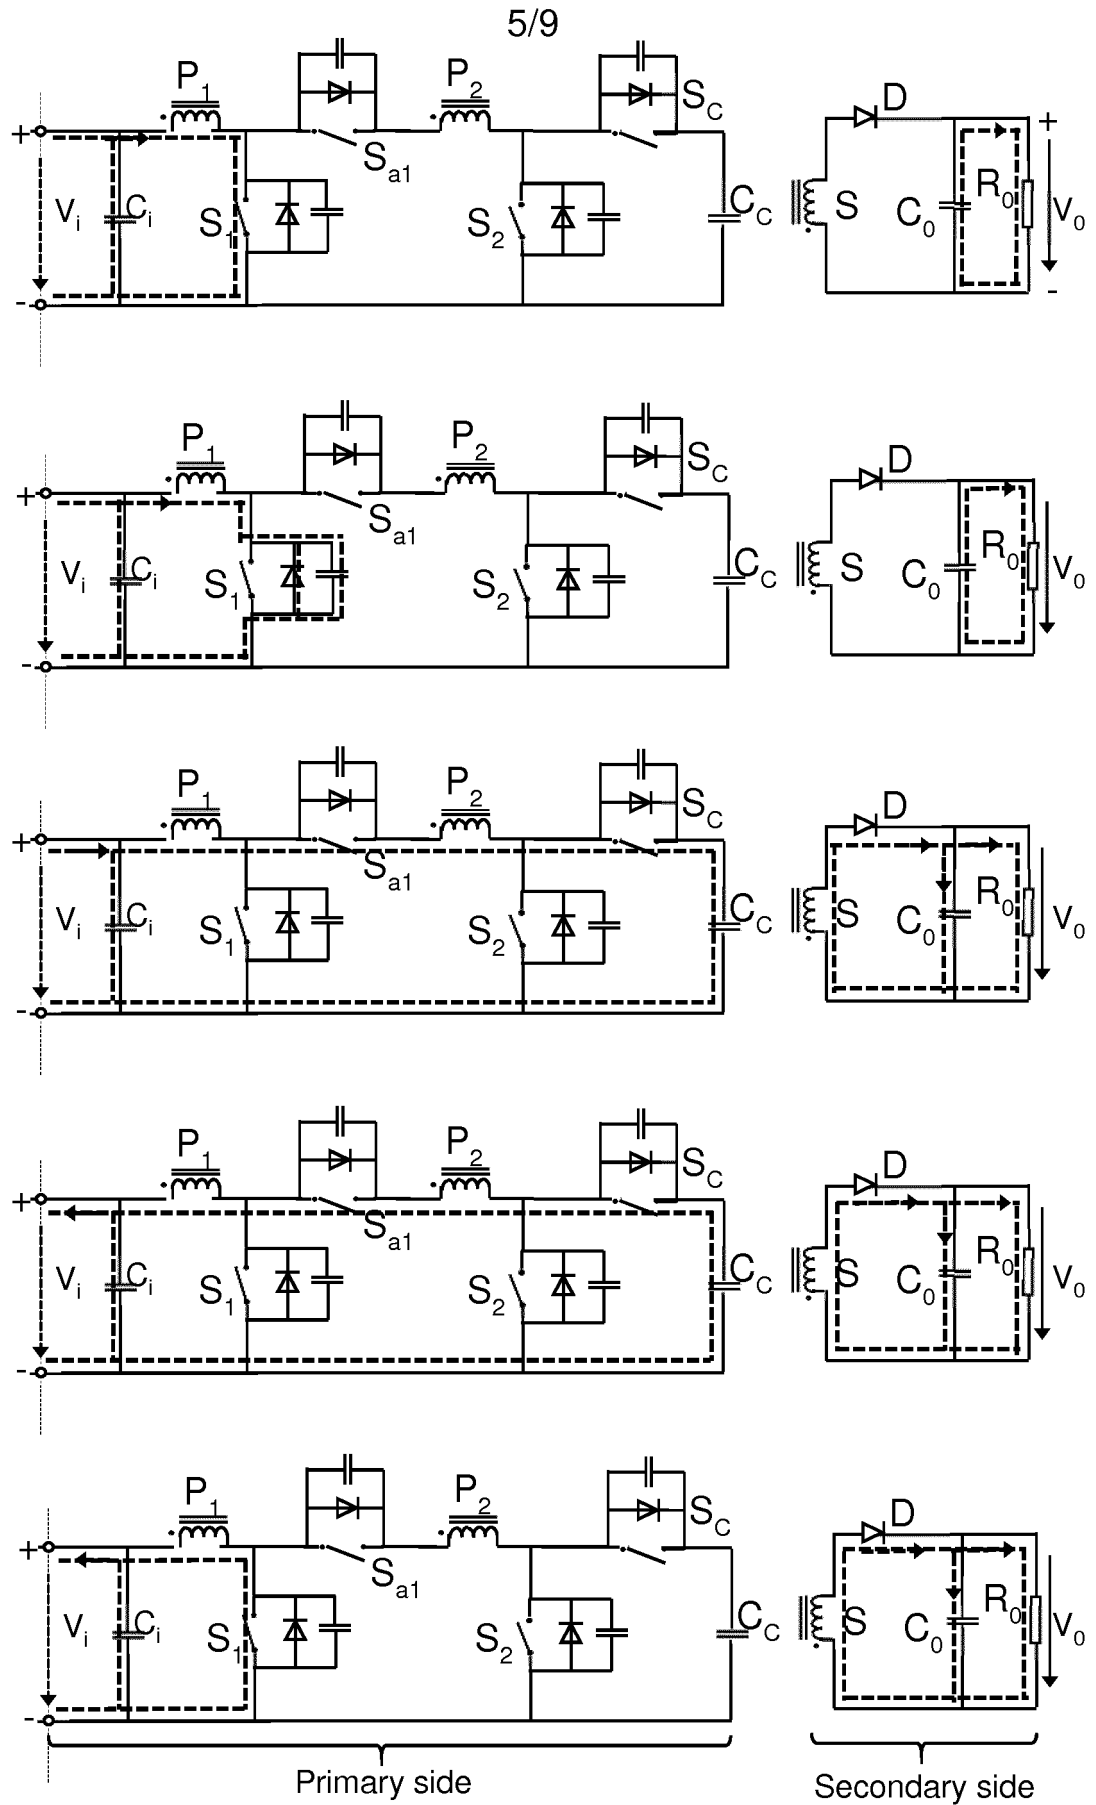 5/9
P1 P2 SC D
+ Sa1 +
Vi Ci S1 S2 CC S C0 R0 V0
- -
P1 P2 SC D
+ Sa1
Vi Ci S1 S2 CC S C0 R0 V0
-
P1 P2 SC D
+ Sa1
Vi Ci S1 S2 CC S C0 R0 V0
-
P1 P2 SC D
+ Sa1
Vi Ci S1 S2 CC S C0 R0 V0
-
P1 P2 SC D
+ Sa1
Vi Ci S1 S2 CC S C0 R0 V0
-
Primary side Secondary side